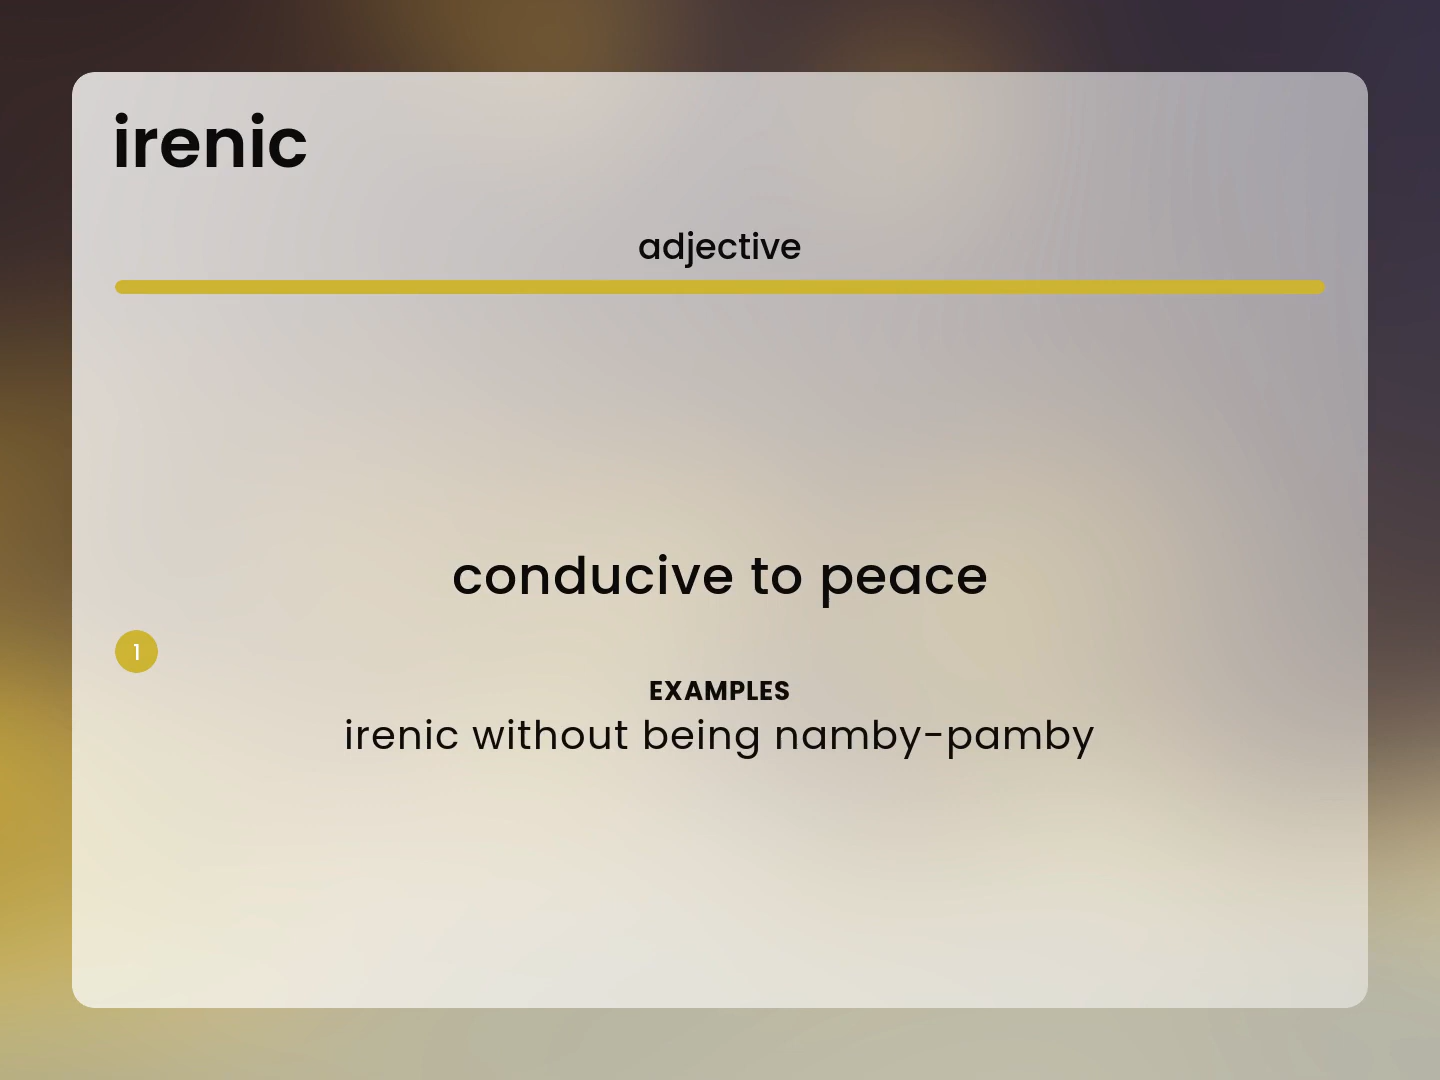 irenic
adjective
conducive to peace
1
EXAMPLES
irenic without being namby-pamby